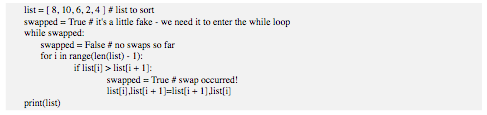 list = [ 8, 10, 6, 2, 4 ] # list to sort
swapped = True # it's a little fake - we need it to enter the while loop
while swapped:
swapped = False # no swaps so far
for i in range(len(list) - 1):
if list[i] > list[i + 1]:
swapped = True # swap occurred!
list[i],list[i + 1]=list[i + 1],list[i]
print(list)